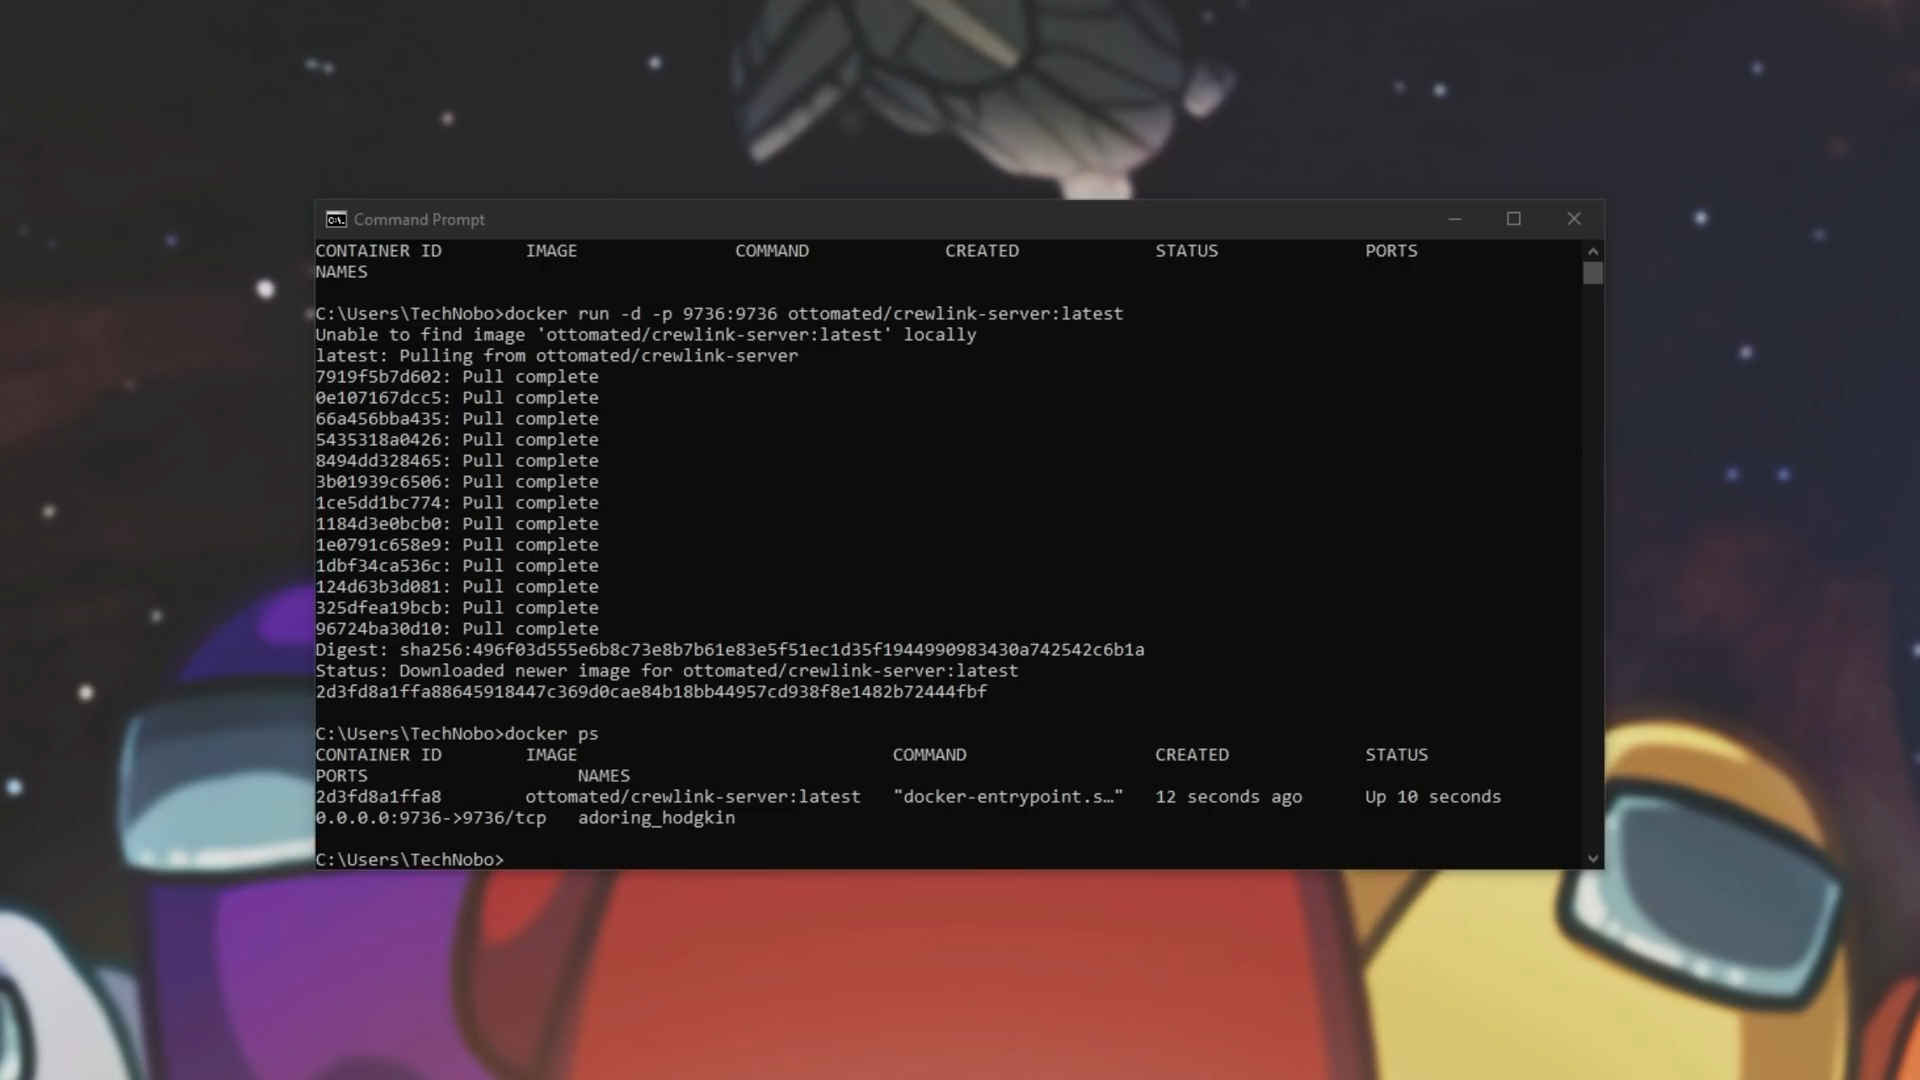 Command Prompt
CONTAINER ID        IMAGE               COMMAND             CREATED             STATUS              PORTS
NAMES
C:\Users\TechNobo>docker run -d -p 9736:9736 ottomated/crewlink-server:latest
Unable to find image 'ottomated/crewlink-server:latest' locally
latest: Pulling from ottomated/crewlink-server
7919f5b7d602: Pull complete
0e107167dcc5: Pull complete
66a456bba435: Pull complete
5435318a0426: Pull complete
8494dd328465: Pull complete
3b01939c6506: Pull complete
1ce5dd1bc774: Pull complete
1184d3e0bcb0: Pull complete
1e0791c658e9: Pull complete
1dbf34ca536c: Pull complete
124d63b3d081: Pull complete
325dfea19bcb: Pull complete
96724ba30d10: Pull complete
Digest: sha256:496f03d555e6b8c73e8b7b61e83e5f51ec1d35f1944990983430a742542c6b1a
Status: Downloaded newer image for ottomated/crewlink-server:latest
2d3fd8a1ffa88645918447c369d0cae84b18bb44957cd938f8e1482b72444fbf
C:\Users\TechNobo>docker ps
CONTAINER ID        IMAGE                              COMMAND                  CREATED             STATUS
PORTS                    NAMES
2d3fd8a1ffa8        ottomated/crewlink-server:latest   "docker-entrypoint.s…"   12 seconds ago      Up 10 seconds
0.0.0.0:9736->9736/tcp   adoring_hodgkin
C:\Users\TechNobo>